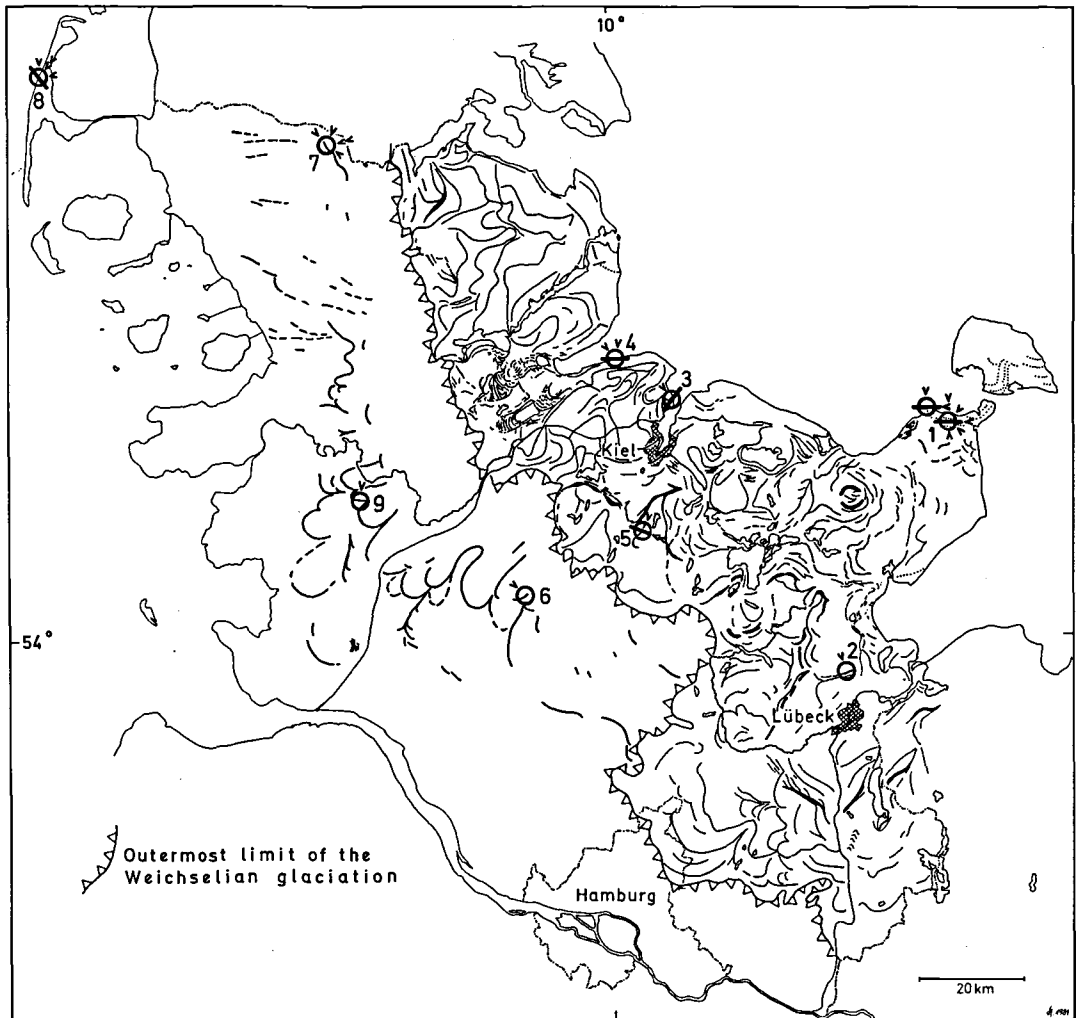 10°
8
7
4
3
1
Kiel
9
5
6
54°
2
Lübeck
Outermost limit of the
Weichselian glaciation
Hamburg
20 km